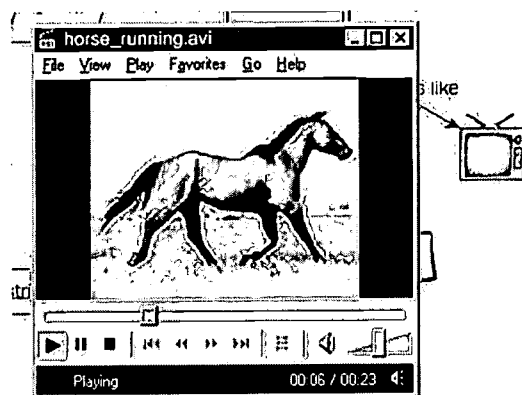 horse_running.avi
File View Play Favorites Go Help
like
Playing 00:06 / 00:23